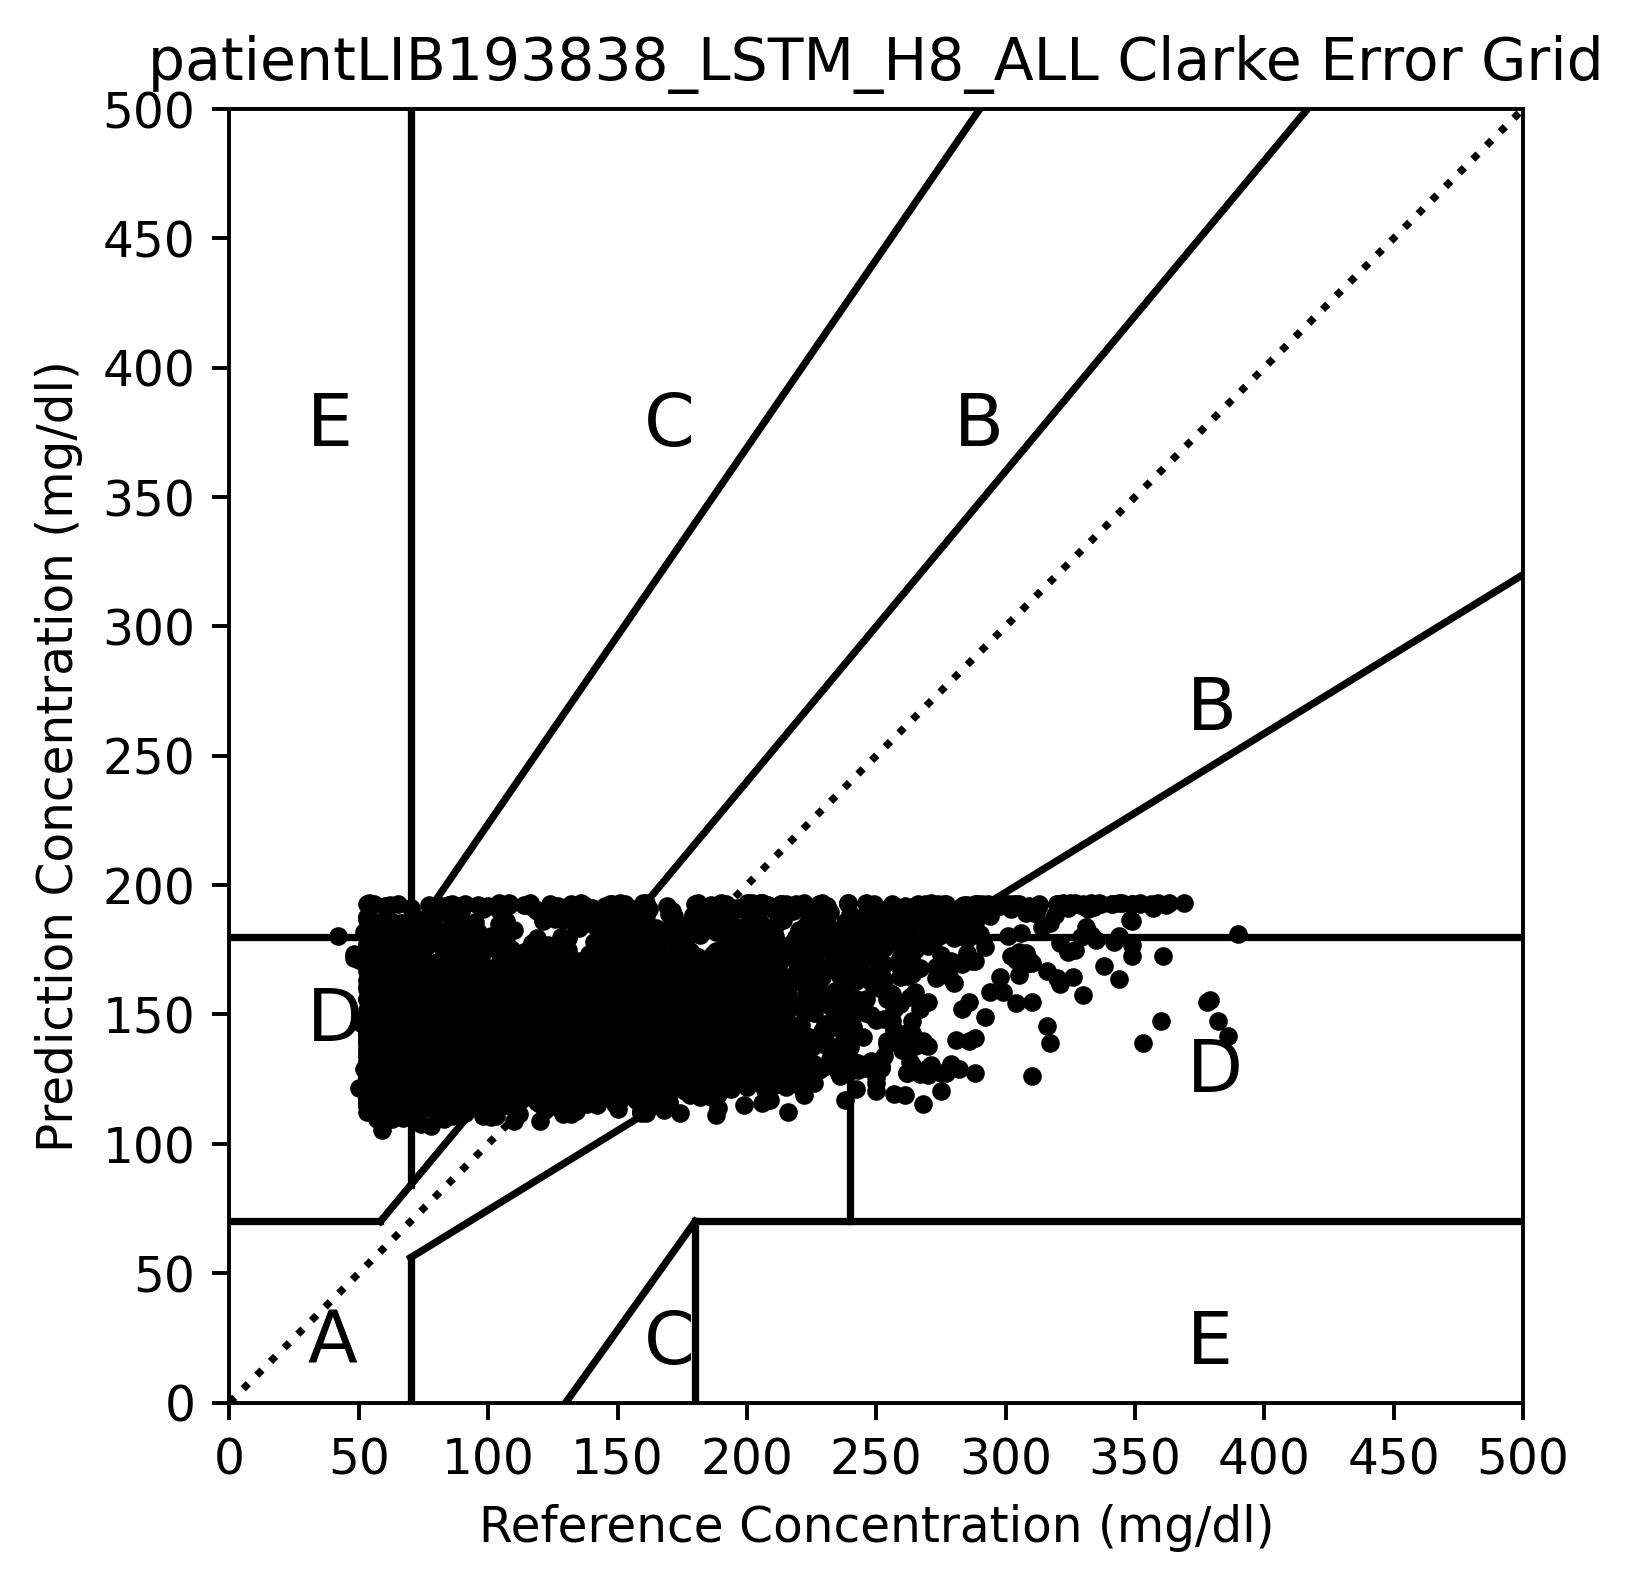 patientLIB193838_LSTM_H8_ALL Clarke Error Grid
Prediction Concentration (mg/dl)
500
450
400
350
300
250
200
150
100
50
0
E
C
B
B
D
D
A
C
E
0 50 100 150 200 250 300 350 400 450 500
Reference Concentration (mg/dl)